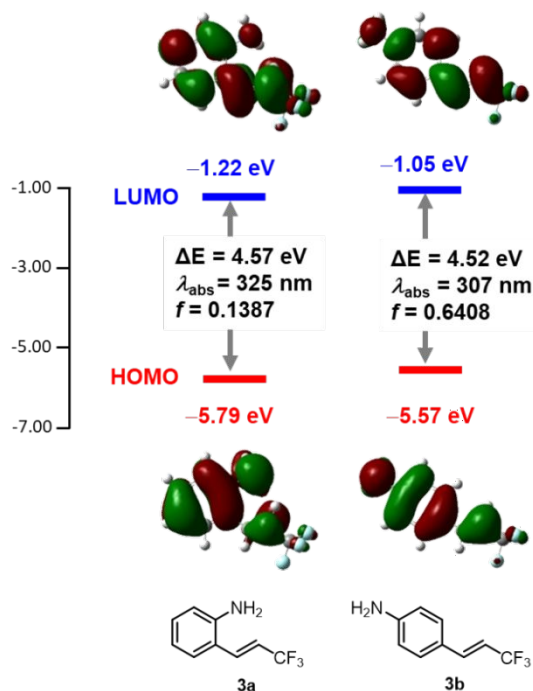 −1.22 eV
−1.05 eV
-1.00
LUMO
ΔE = 4.57 eV
λabs = 325 nm
f = 0.1387
ΔE = 4.52 eV
λabs = 307 nm
f = 0.6408
-3.00
-5.00
HOMO
-7.00
−5.79 eV
−5.57 eV
NH2
CF3
3a
H2N
CF3
3b